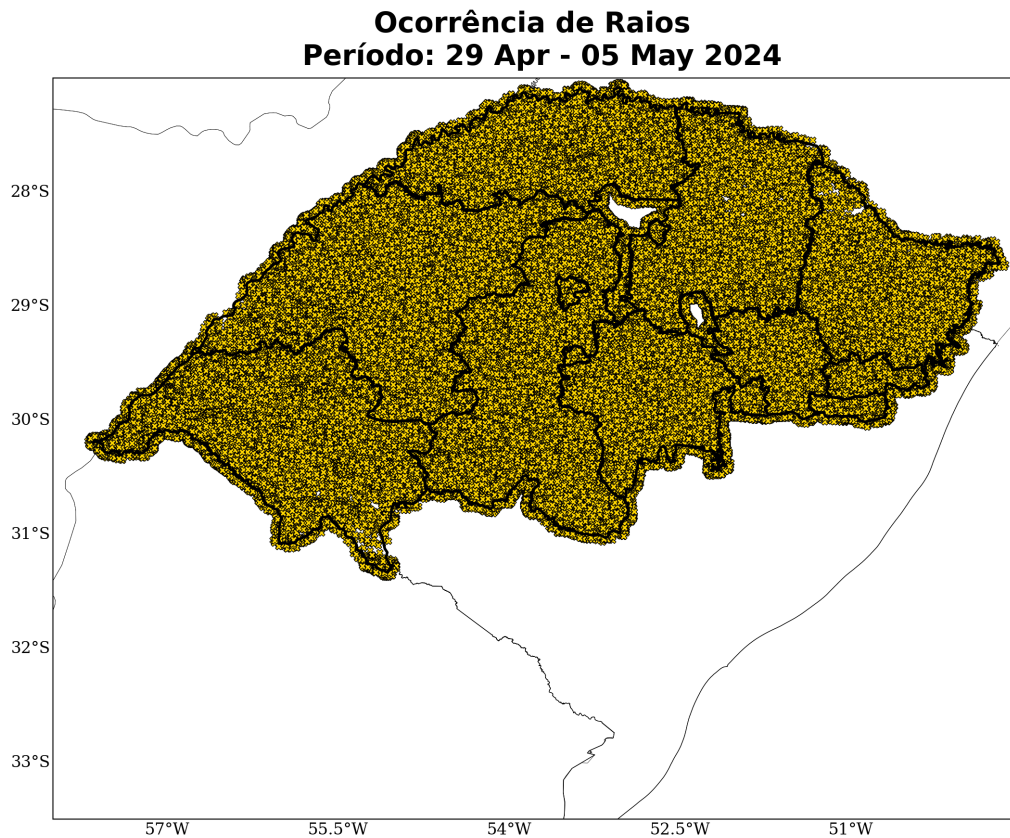 Ocorrência de Raios
Período: 29 Apr - 05 May 2024
28°S
29°S
30°S
31°S
32°S
33°S
57°W 55.5°W 54°W 52.5°W 51°W